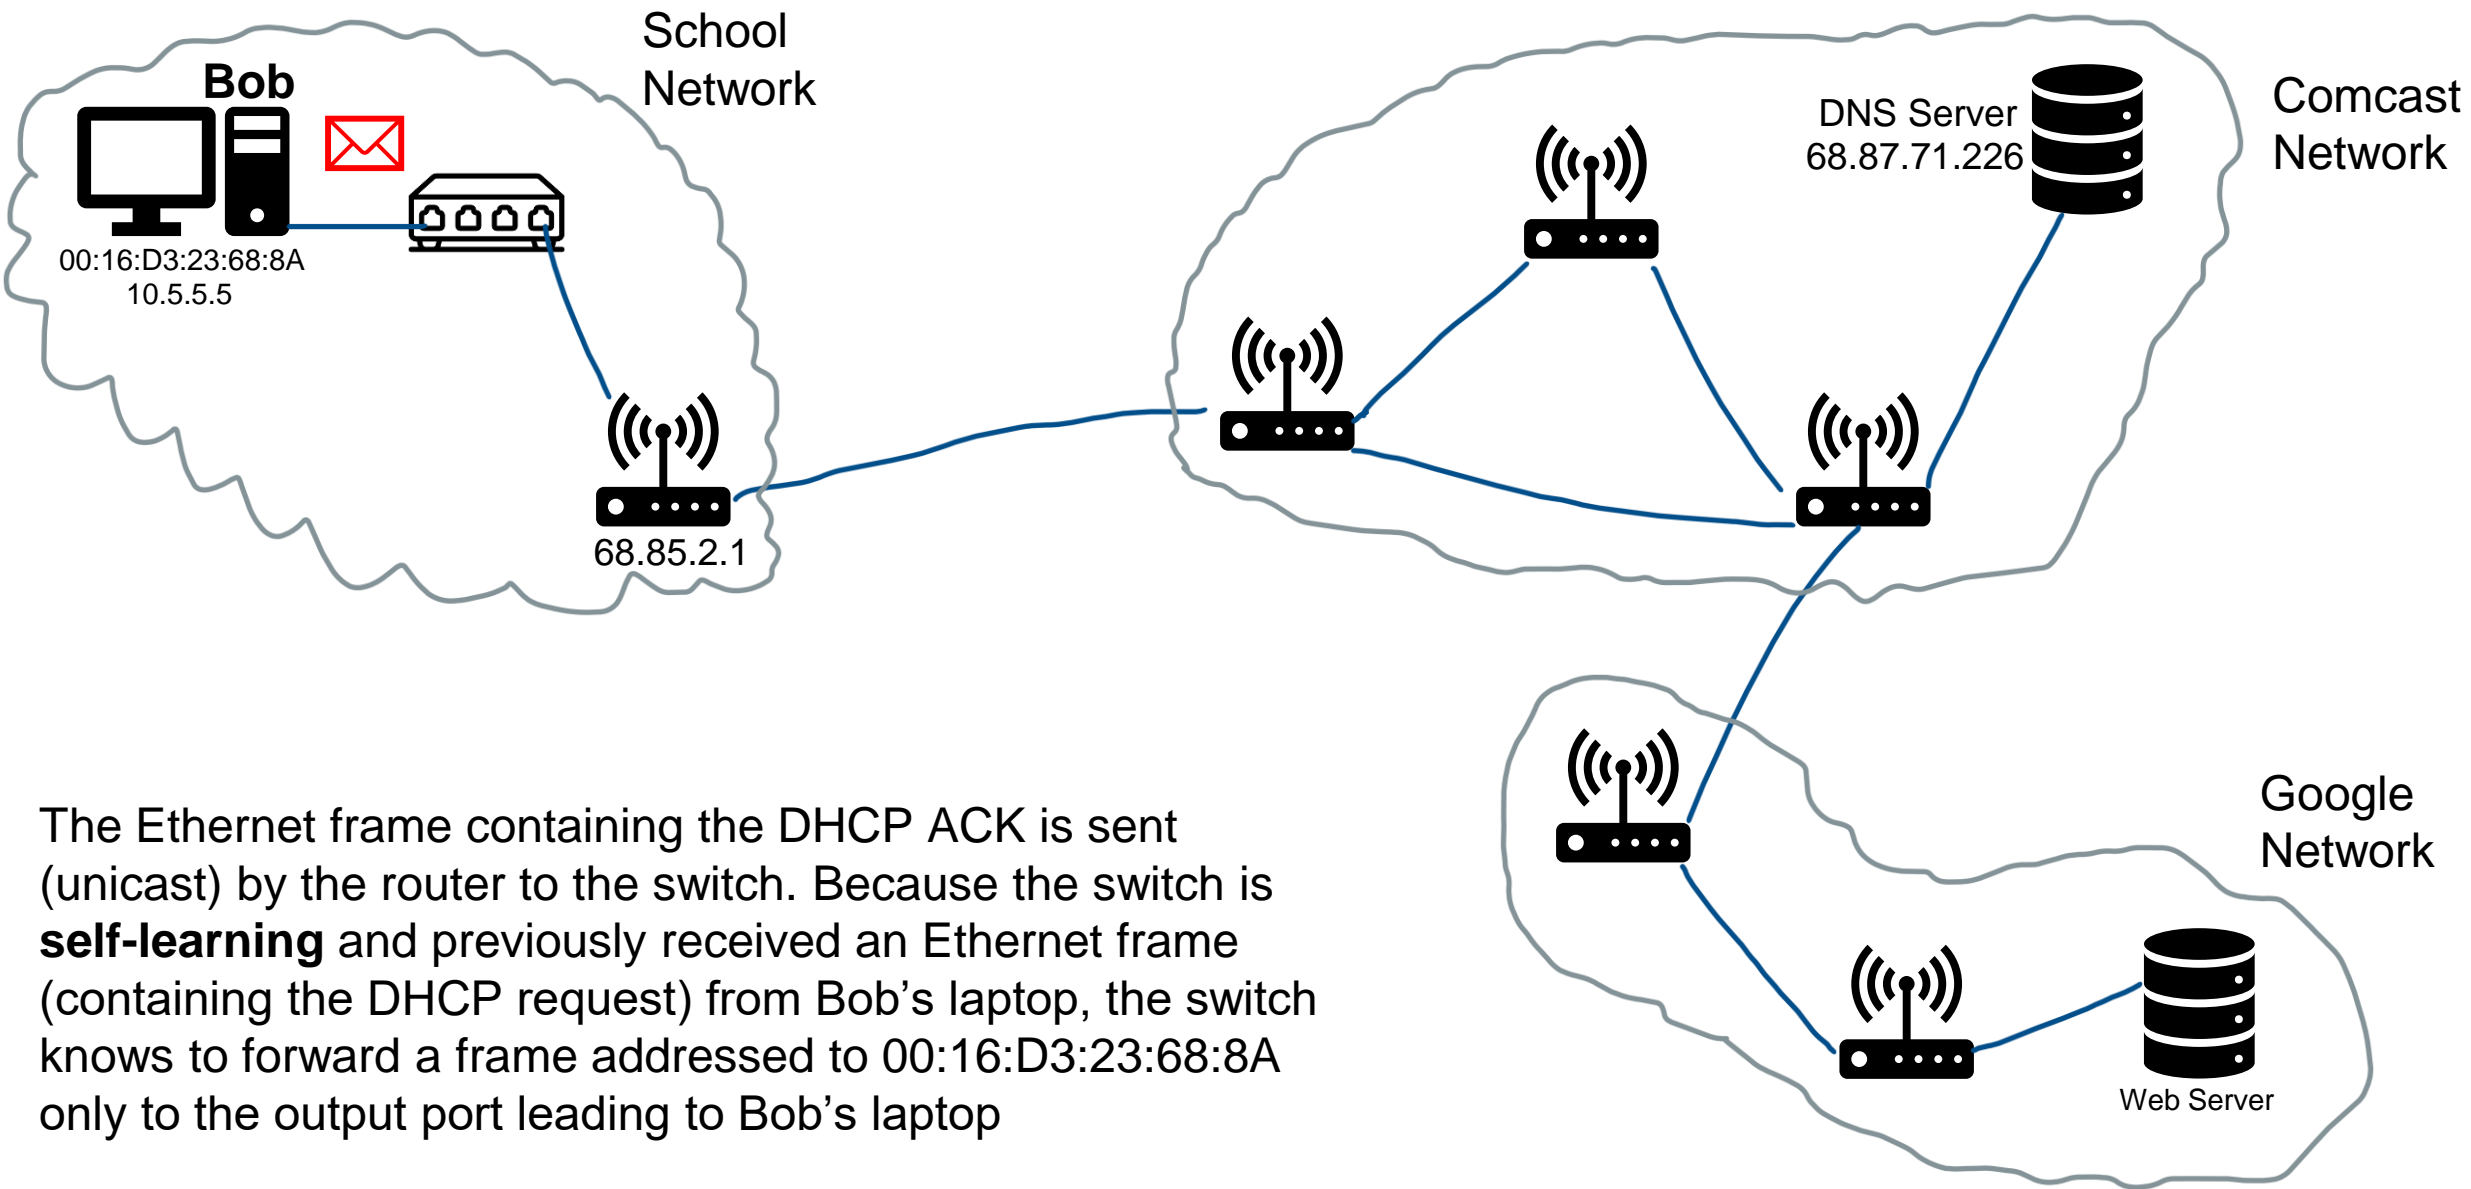 School
Network
Bob
00:16:D3:23:68:8A
10.5.5.5
68.85.2.1
DNS Server
68.87.71.226
Comcast
Network
Google
Network
Web Server
The Ethernet frame containing the DHCP ACK is sent
(unicast) by the router to the switch. Because the switch is
self-learning and previously received an Ethernet frame
(containing the DHCP request) from Bob’s laptop, the switch
knows to forward a frame addressed to 00:16:D3:23:68:8A
only to the output port leading to Bob’s laptop